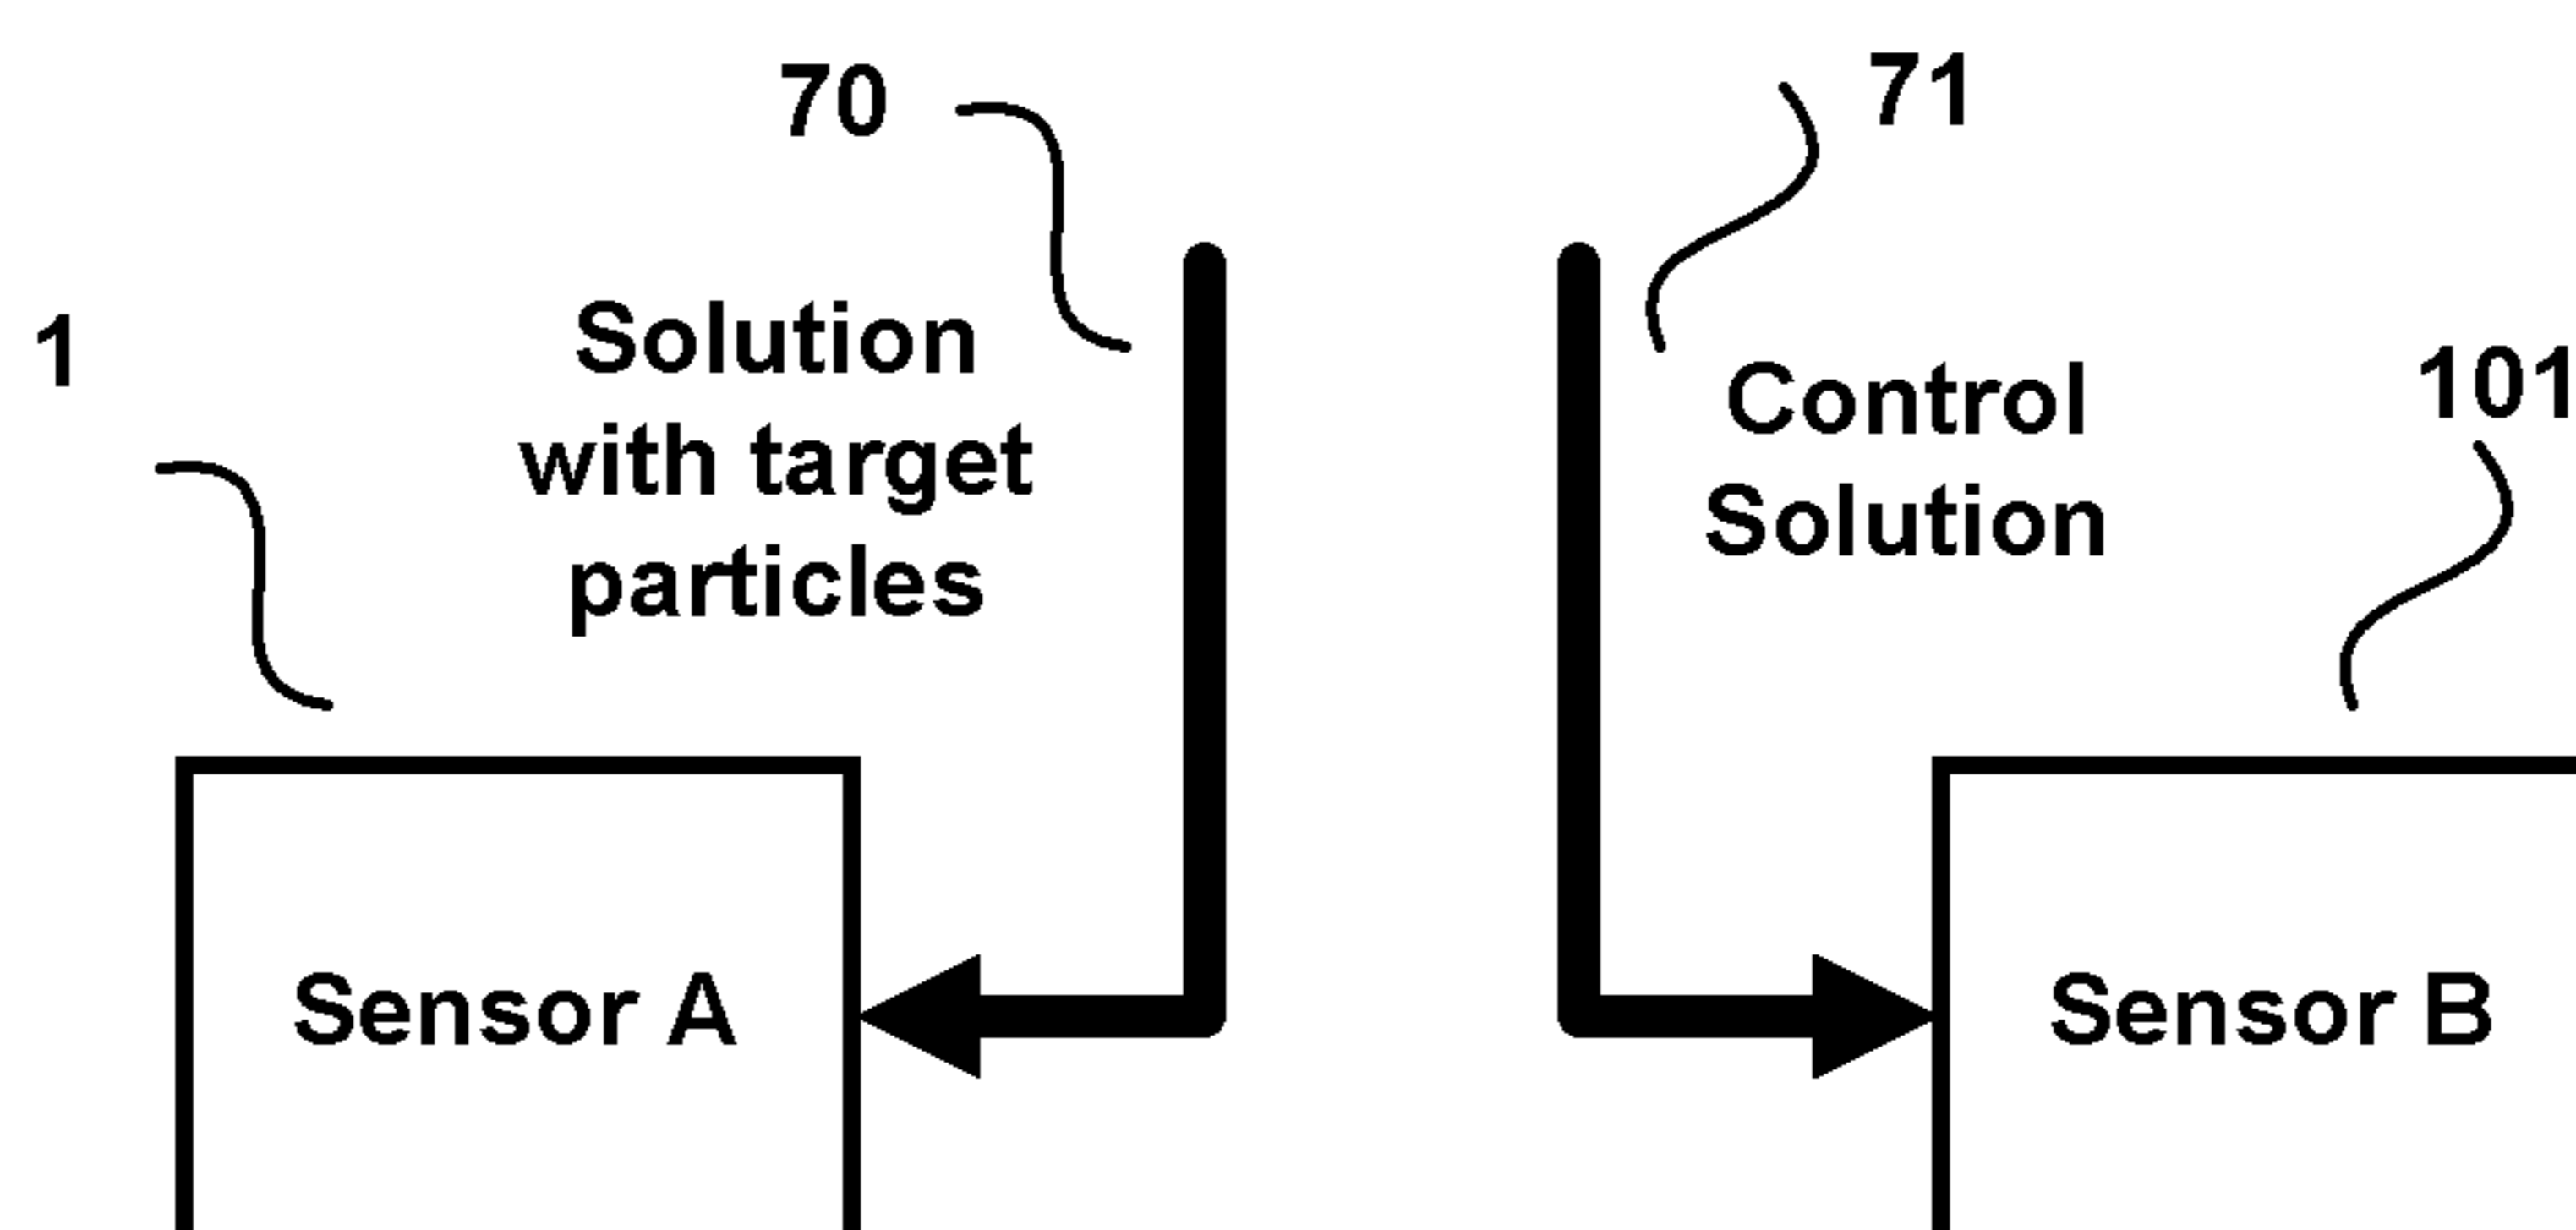 70
71
1
Solution
with target
particles
Control
Solution
101
Sensor A
Sensor B